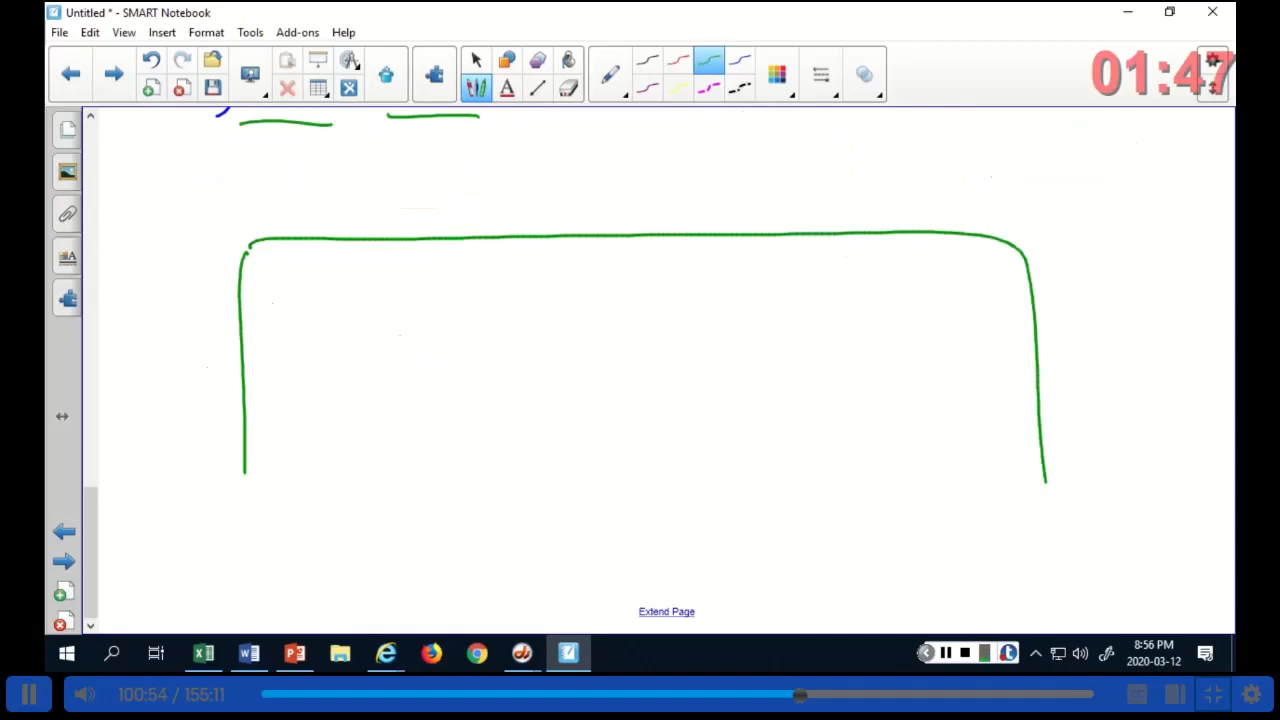 Untitled * - SMART Notebook
File Edit View Insert Format Tools Add-ons Help
01:47
Extend Page
8:56 PM
2020-03-12
100:54 / 155:11